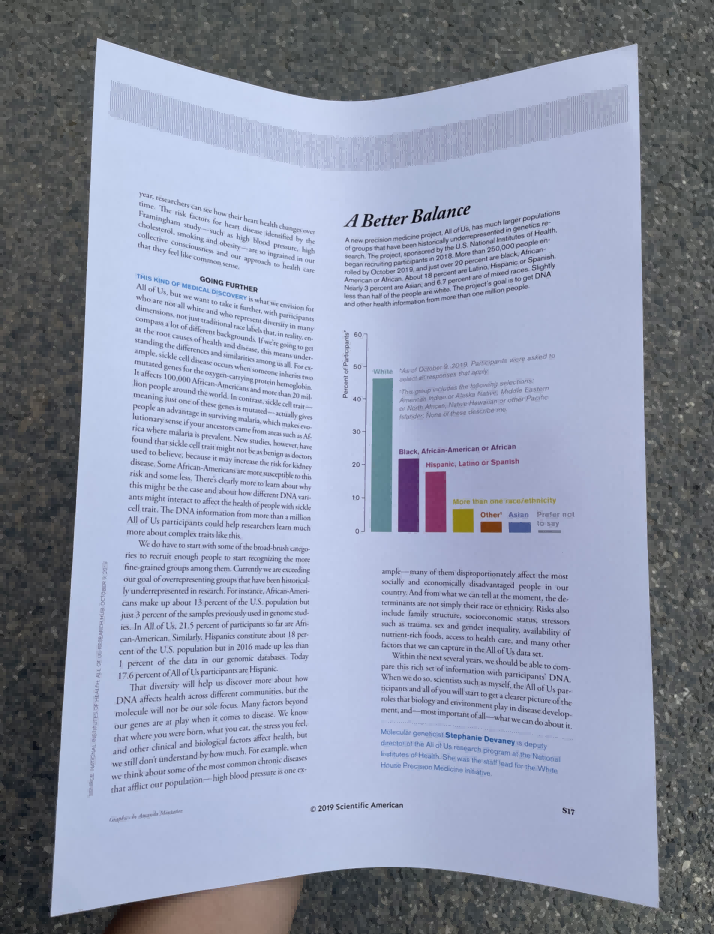 year, researchers can see how their heart health changes over
time. The risk factors for heart disease identified by the
Framingham study—such as high blood pressure, high
cholesterol, smoking and obesity—are so ingrained in our
collective consciousness and our approach to health care
that they feel like common sense.
GOING FURTHER
THIS KIND OF MEDICAL DISCOVERY is what we envision for
All of Us, but we want to take it further, with participants
who are not all white and who represent diversity in many
dimensions, not just traditional race labels that, in reality, en-
compass a lot of different backgrounds. If we're going to get
at the root causes of health and disease, this means under-
standing the differences and similarities among us all. For ex-
ample, sickle cell disease occurs when someone inherits two
mutated genes for the oxygen-carrying protein hemoglobin.
It affects 100,000 African-Americans and more than 20 mil-
lion people around the world. In contrast, sickle cell trait—
meaning just one of these genes is mutated—actually gives
people an advantage in surviving malaria, which makes evo-
lutionary sense if your ancestors came from areas such as Af-
rica where malaria is prevalent. New studies, however, have
found that sickle cell trait might not be as benign as doctors
used to believe, because it may increase the risk for kidney
disease. Some African-Americans are more susceptible to this
risk and some less. There's clearly more to learn about why
this might be the case and about how different DNA vari-
ants might interact to affect the health of people with sickle
cell trait. The DNA information from more than a million
All of Us participants could help researchers learn much
more about complex traits like this.
We do have to start with some of the broad-brush catego-
ries to recruit enough people to start recognizing the more
fine-grained groups among them. Currently we are exceeding
our goal of overrepresenting groups that have been historical-
ly underrepresented in research. For instance, African-Ameri-
cans make up about 13 percent of the U.S. population but
just 3 percent of the samples previously used in genome stud-
ies. In All of Us, 21.5 percent of participants so far are Afri-
can-American. Similarly, Hispanics constitute about 18 per-
cent of the U.S. population but in 2016 made up less than
1 percent of the data in our genomic databases. Today
17.6 percent of All of Us participants are Hispanic.
That diversity will help us discover more about how
DNA affects health across different communities, but the
molecule will not be our sole focus. Many factors beyond
our genes are at play when it comes to disease. We know
that where you were born, what you eat, the stress you feel,
and other clinical and biological factors affect health, but
we still don't understand by how much. For example, when
we think about some of the most common chronic diseases
that afflict our population—high blood pressure is one ex-
A Better Balance
A new precision medicine project, All of Us, has much larger populations
of groups that have been historically underrepresented in genetics re-
search. The project, sponsored by the U.S. National Institutes of Health,
began recruiting participants in 2018. More than 250,000 people en-
rolled by October 2019, and just over 20 percent are black, African-
American or African. About 18 percent are Latino, Hispanic or Spanish.
Nearly 3 percent are Asian, and 6.7 percent are of mixed races. Slightly
less than half of the people are white. The project's goal is to get DNA
and other health information from more than one million people.
Percent of Participants*
60
50
40
30
20
10
0
White
*As of October 9, 2019. Participants were asked to
select all responses that apply.
†This group includes the following selections:
American Indian or Alaska Native; Middle Eastern
or North African; Native Hawaiian or other Pacific
Islander; None of these describe me.
Black, African-American or African
Hispanic, Latino or Spanish
More than one race/ethnicity
Other†
Asian
Prefer not
to say
ample—many of them disproportionately affect the most
socially and economically disadvantaged people in our
country. And from what we can tell at the moment, the de-
terminants are not simply their race or ethnicity. Risks also
include family structure, socioeconomic status, stressors
such as trauma, sex and gender inequality, availability of
nutrient-rich foods, access to health care, and many other
factors that we can capture in the All of Us data set.
Within the next several years, we should be able to com-
pare this rich set of information with participants' DNA.
When we do, scientists such as myself, the All of Us par-
ticipants and all of you will start to get a clearer picture of the
roles that biology and environment play in disease develop-
ment, and—most important of all—what we can do about it.
Molecular geneticist Stephanie Devaney is deputy
director of the All of Us research program at the National
Institutes of Health. She was the staff lead for the White
House Precision Medicine Initiative.
SOURCE: NATIONAL INSTITUTES OF HEALTH, ALL OF US RESEARCH HUB, OCTOBER 9, 2019
Graphic by Amanda Montañez
© 2019 Scientific American
S17